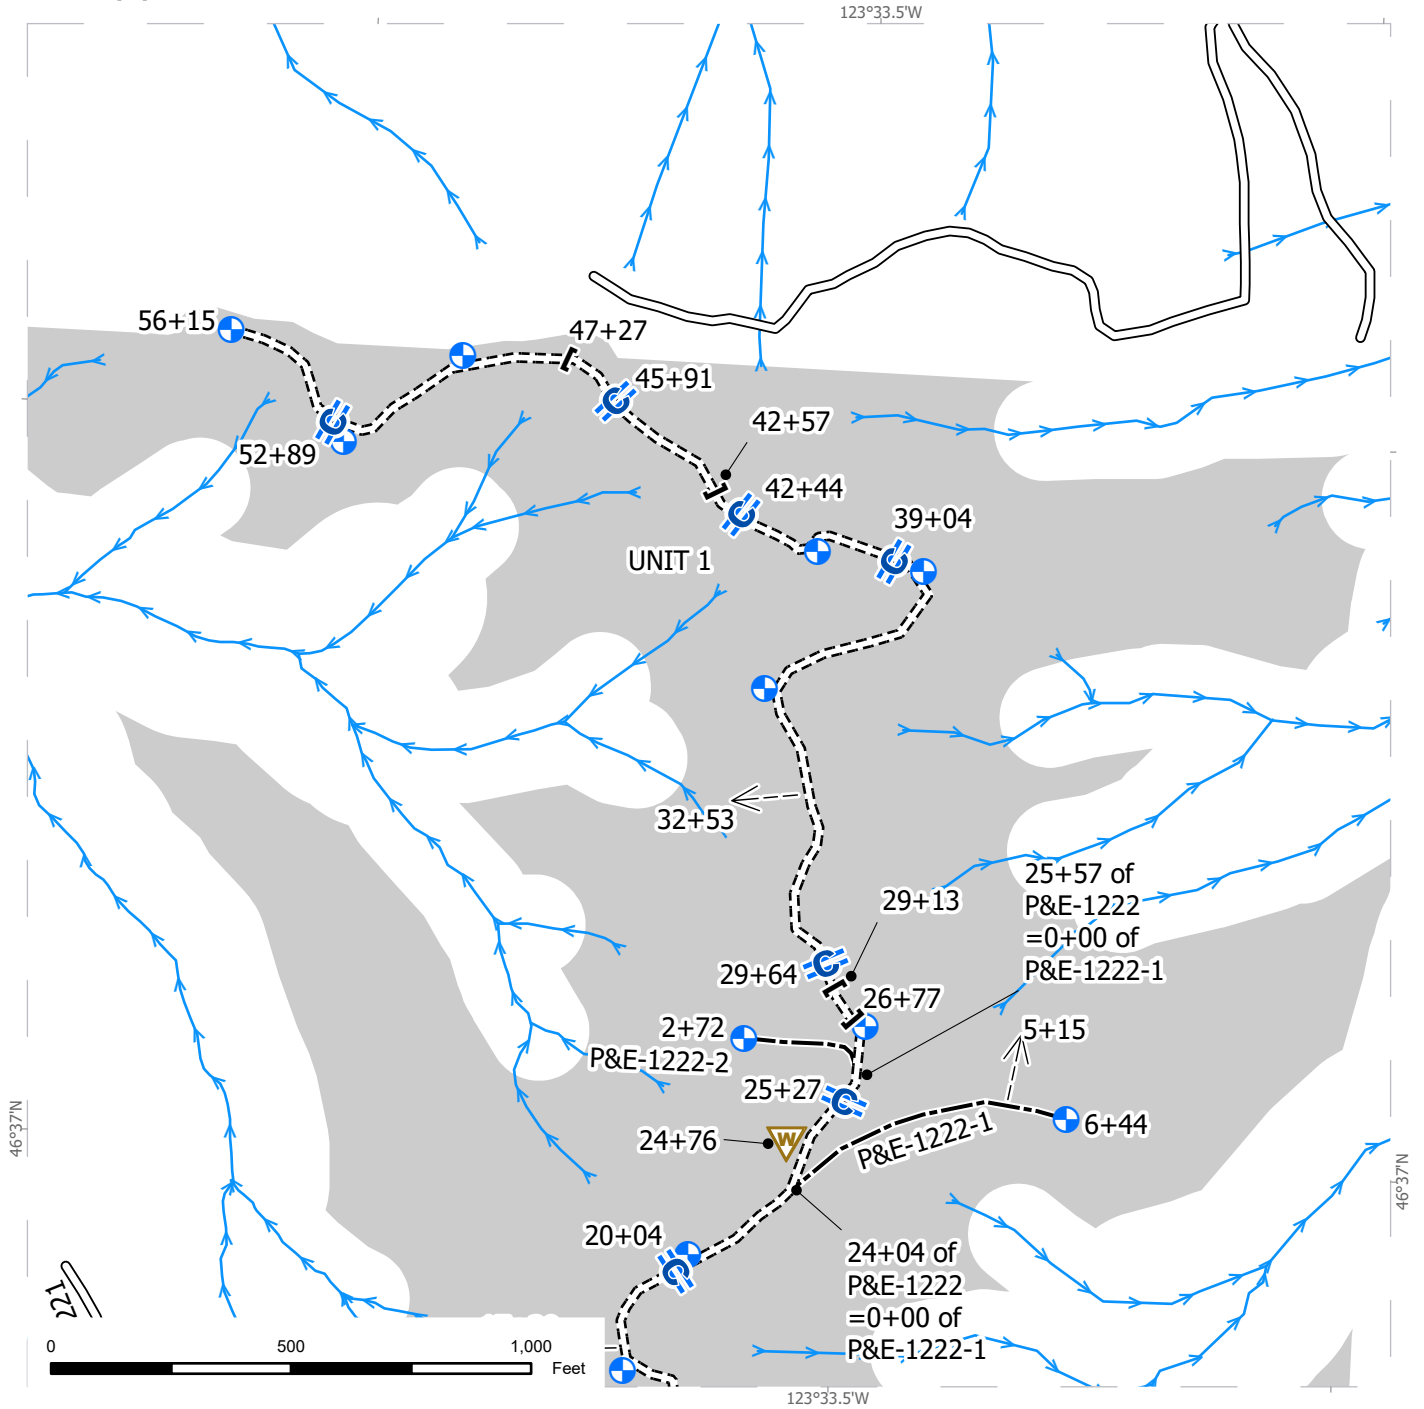 123°33.5'W
56+15
47+27
45+91
42+57
52+89
42+44
39+04
UNIT 1
32+53
25+57 of
P&E-1222
=0+00 of
P&E-1222-1
29+13
29+64
26+77
2+72
P&E-1222-2
5+15
25+27
W
24+76
6+44
P&E-1222-1
46°37'N
46°37'N
20+04
24+04 of
P&E-1222
=0+00 of
P&E-1222-1
221
0 500 1,000
Feet
123°33.5'W
C
C
C
C
C
C
C